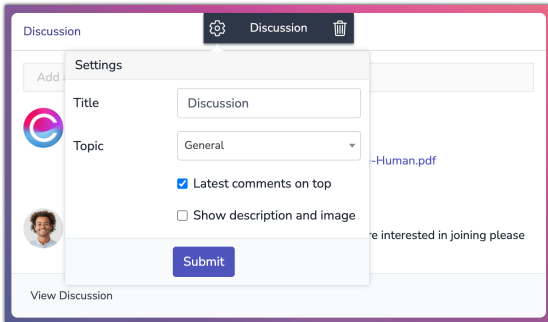 Discussion
Discussion
Settings
Add
Title
Discussion
Topic
General
-Human.pdf
Latest comments on top
Show description and image
re interested in joining please
Submit
View Discussion